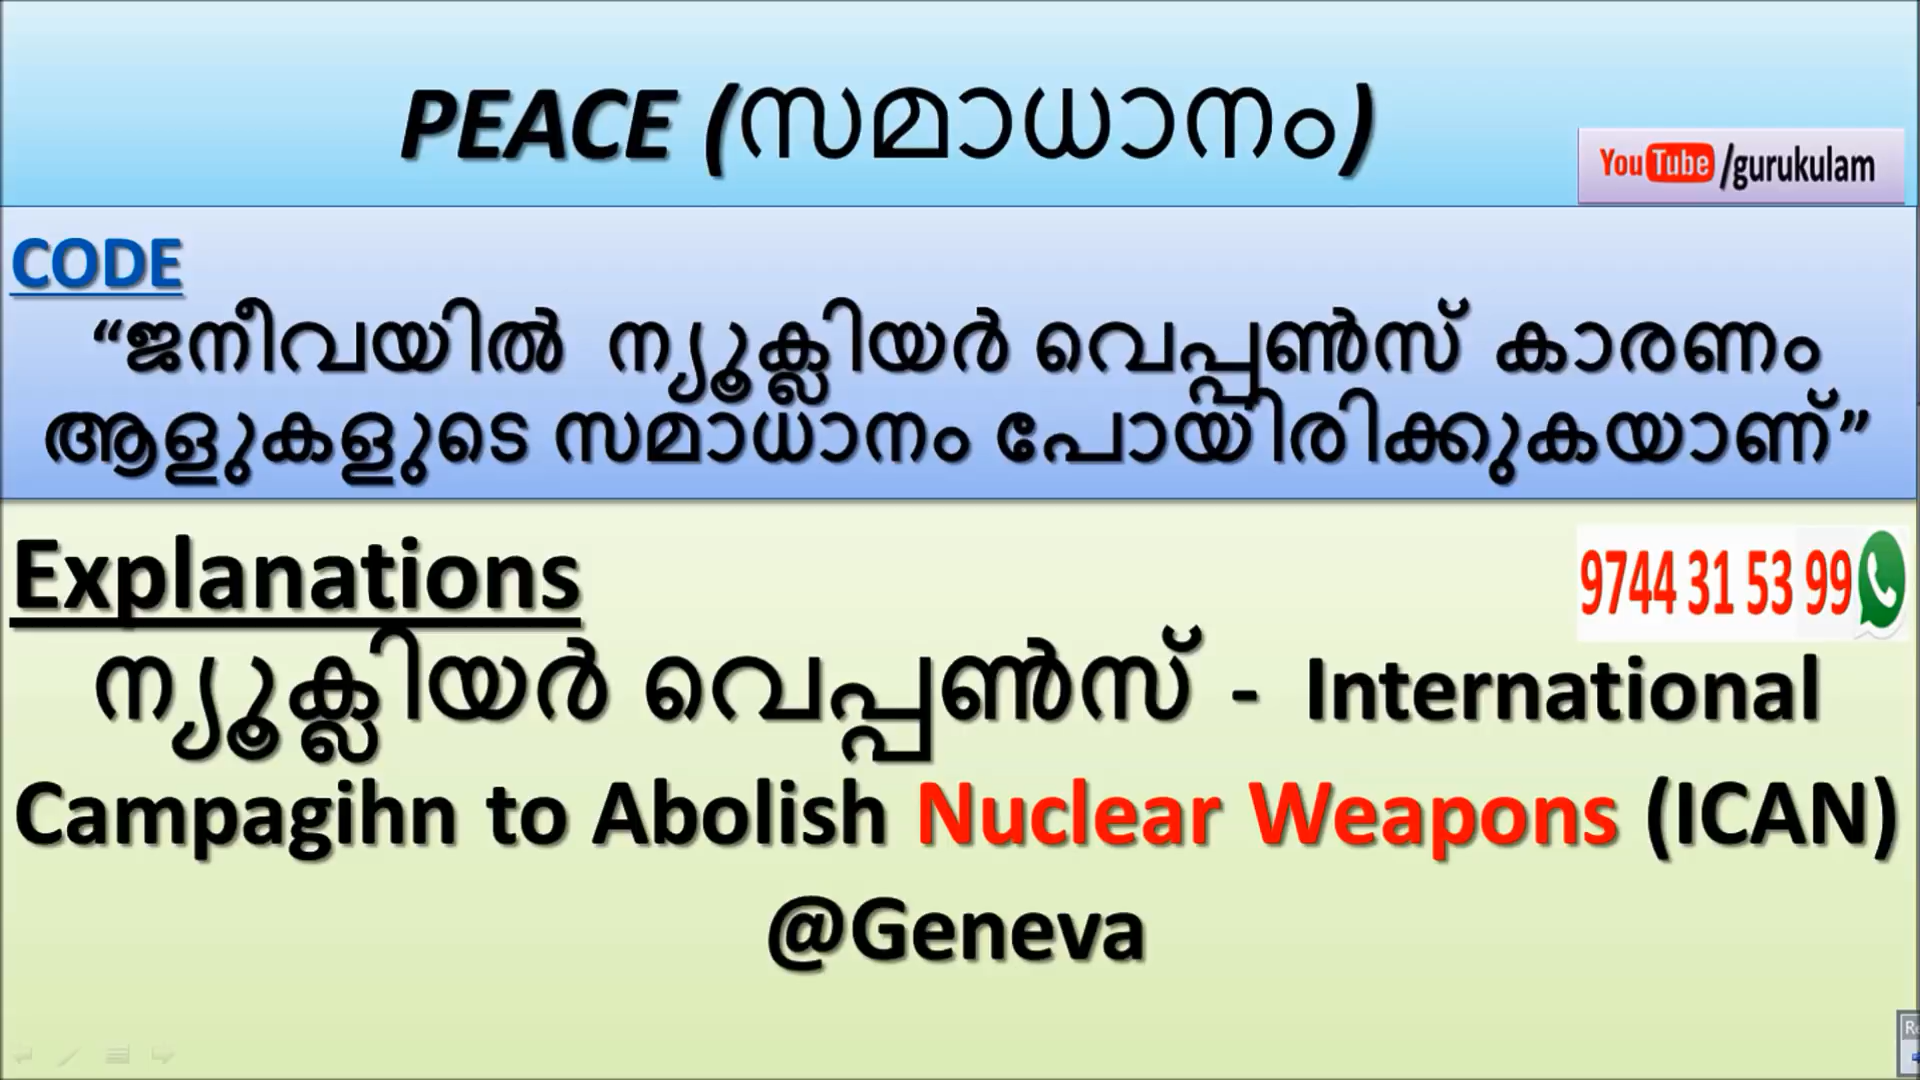 PEACE (സമാധാനം)
YouTube /gurukulam
CODE
“ജനീവയിൽ ന്യൂക്ലിയർ വെപ്പൺസ് കാരണം
ആളുകളുടെ സമാധാനം പോയിരിക്കുകയാണ്”
Explanations
9744 31 53 99
ന്യൂക്ലിയർ വെപ്പൺസ് - International
Campagihn to Abolish Nuclear Weapons (ICAN)
@Geneva